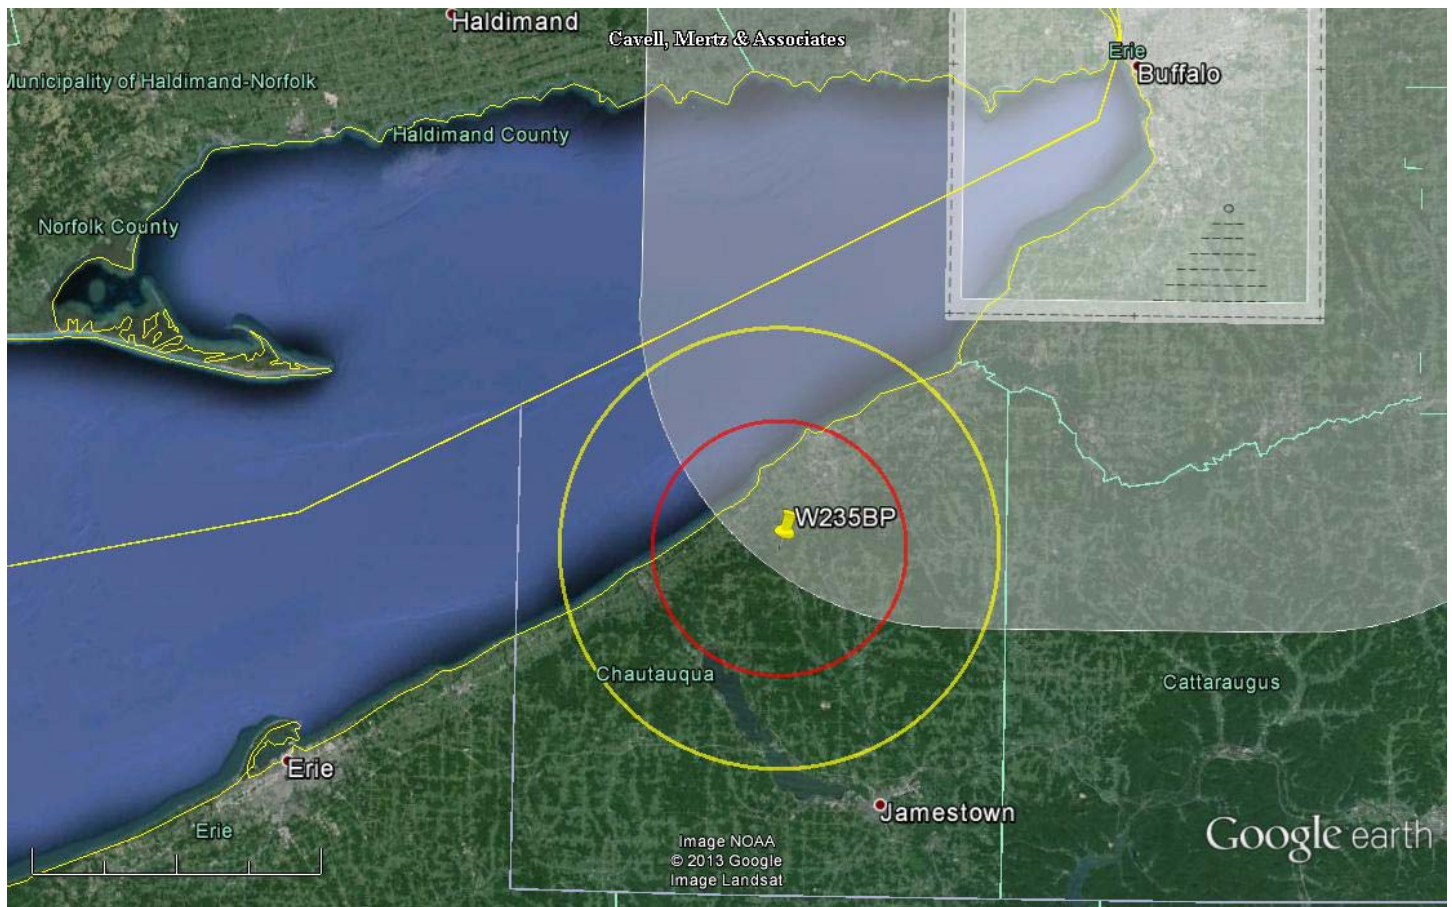 Haldimand
Cavell, Mertz & Associates
Erie
Buffalo
Municipality of Haldimand-Norfolk
Haldimand County
Norfolk County
W235BP
Chautauqua
Cattaraugus
Erie
Jamestown
Erie
Image NOAA
© 2013 Google
Image Landsat
Google earth